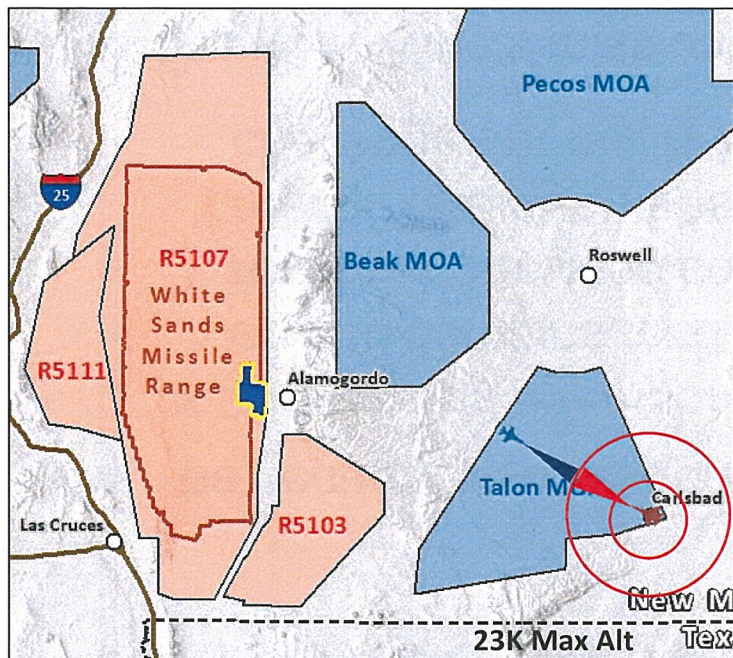 Pecos MOA
25
R5107
White
Sands
Missile
Range
Beak MOA
Roswell
R5111
Alamogordo
Talon
Carlsbad
Las Cruces
R5103
New M
23K Max Alt
Tex